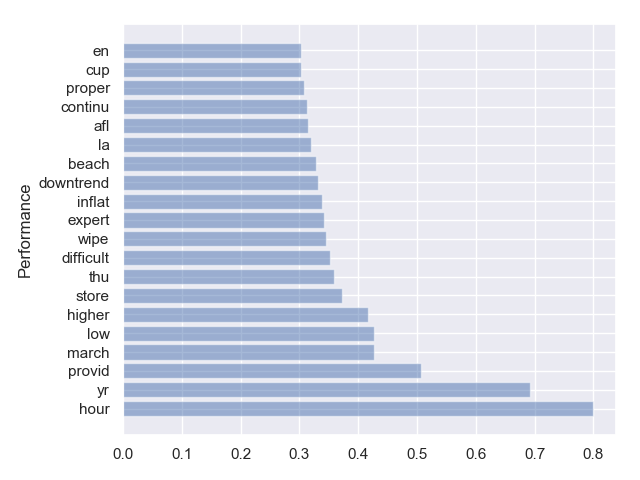 en
cup
proper
continu
afl
la
beach
downtrend
inflat
expert
wipe
difficult
thu
store
higher
low
march
provid
yr
hour
Performance
0.0 0.1 0.2 0.3 0.4 0.5 0.6 0.7 0.8